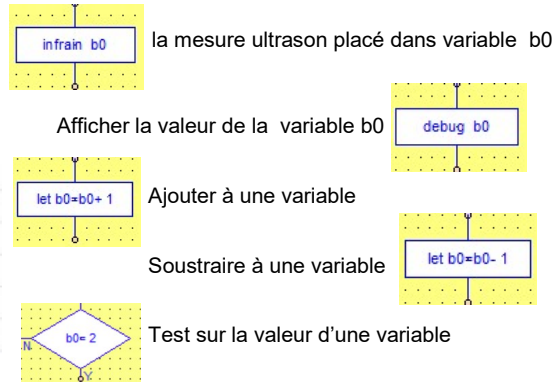 infrain b0
la mesure ultrason placé dans variable b0
Afficher la valeur de la variable b0
debug b0
let b0=b0+ 1
Ajouter à une variable
Soustraire à une variable
let b0=b0- 1
b0= 2
N
Y
Test sur la valeur d'une variable